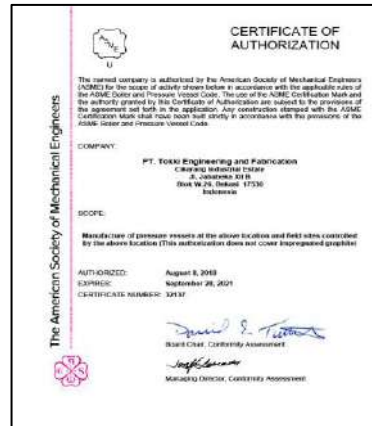 CERTIFICATE OF
AUTHORIZATION
ASME
U
The named company is authorized by the American Society of Mechanical Engineers
(ASME) for the scope of activity shown below in accordance with the applicable rules of
the ASME Boiler and Pressure Vessel Code. The use of the ASME Certification Mark and
the authority granted by this Certificate of Authorization are subject to the provisions of
the agreement set forth in the application. Any construction stamped with the ASME
Certification Mark shall have been built strictly in accordance with the provisions of the
ASME Boiler and Pressure Vessel Code.
COMPANY:
PT. Tokki Engineering and Fabrication
Cikarang Industrial Estate
Jl. Jababeka XII B
Blok W.26, Bekasi 17530
Indonesia
SCOPE:
Manufacture of pressure vessels at the above location and field sites controlled
by the above location (This authorization does not cover impregnated graphite)
AUTHORIZED: August 8, 2018
EXPIRES: September 28, 2021
CERTIFICATE NUMBER: 32137
Board Chair, Conformity Assessment
Managing Director, Conformity Assessment
The American Society of Mechanical Engineers